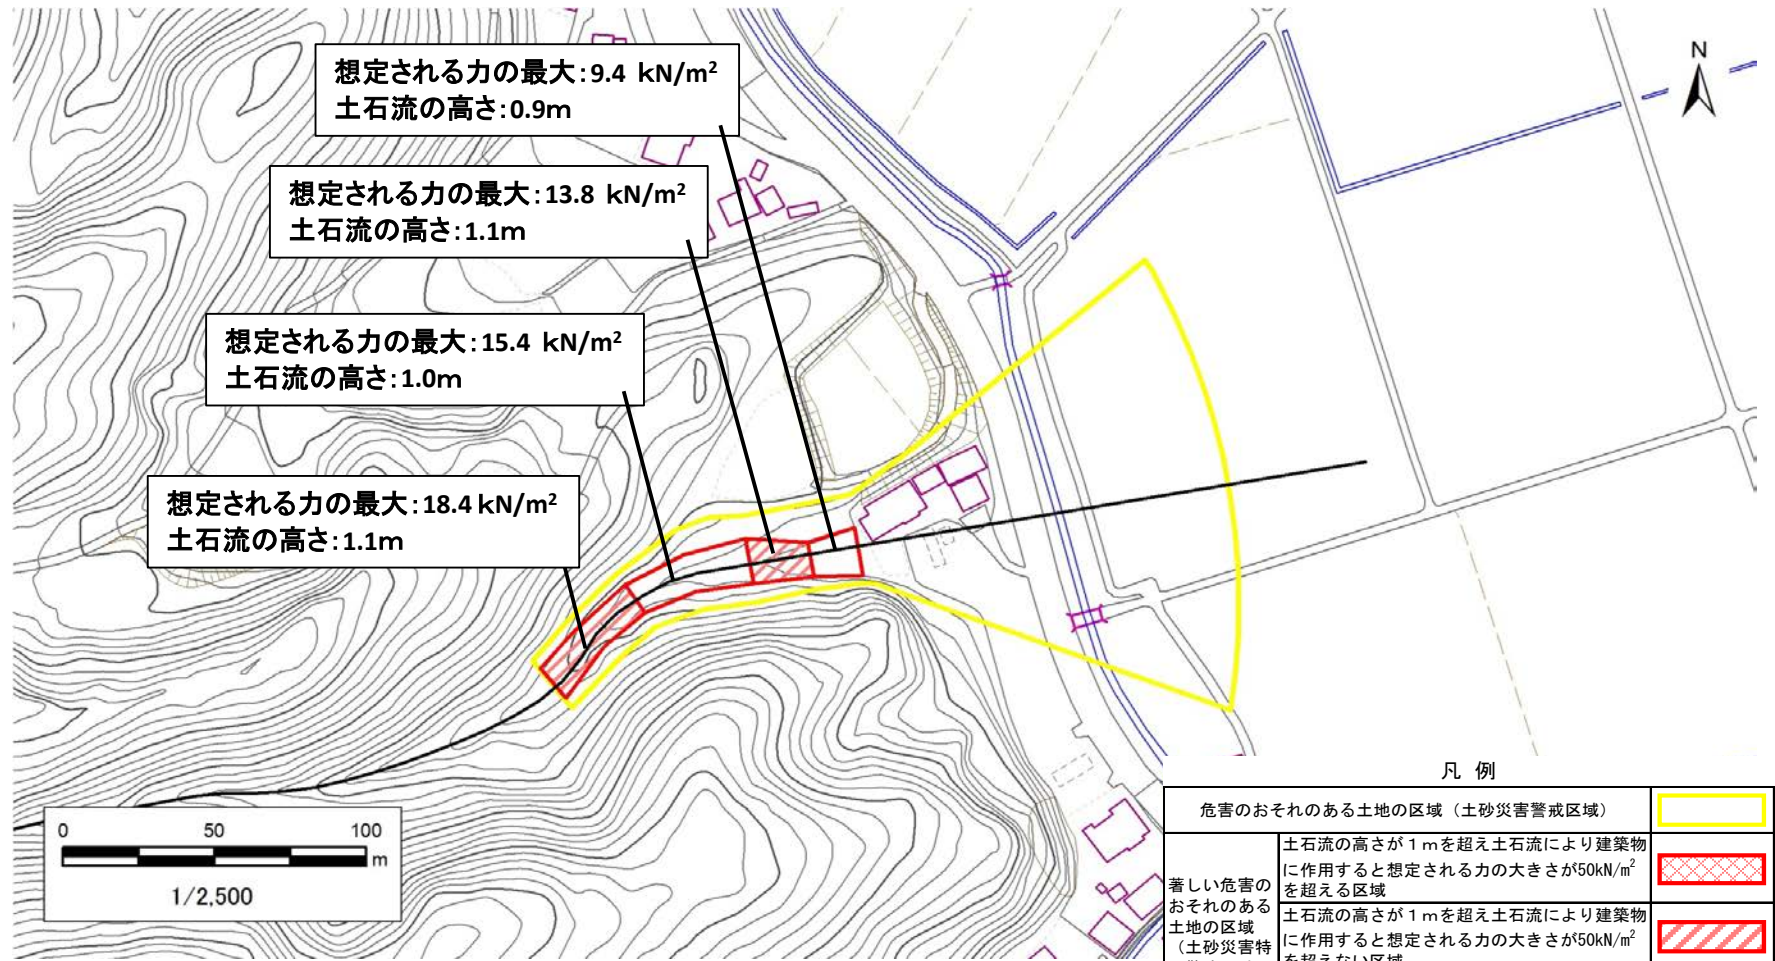 想定される力の最大：9.4 kN/m²
土石流の高さ：0.9m
N
想定される力の最大：13.8 kN/m²
土石流の高さ：1.1m
想定される力の最大：15.4 kN/m²
土石流の高さ：1.0m
想定される力の最大：18.4 kN/m²
土石流の高さ：1.1m
0 50 100
m
1/2,500
凡 例
危害のおそれのある土地の区域（土砂災害警戒区域）
著しい危害の
おそれのある
土地の区域
（土砂災害特
土石流の高さが１ｍを超え土石流により建築物
に作用すると想定される力の大きさが50kN/m²
を超える区域
土石流の高さが１ｍを超え土石流により建築物
に作用すると想定される力の大きさが50kN/m²
を超えない区域